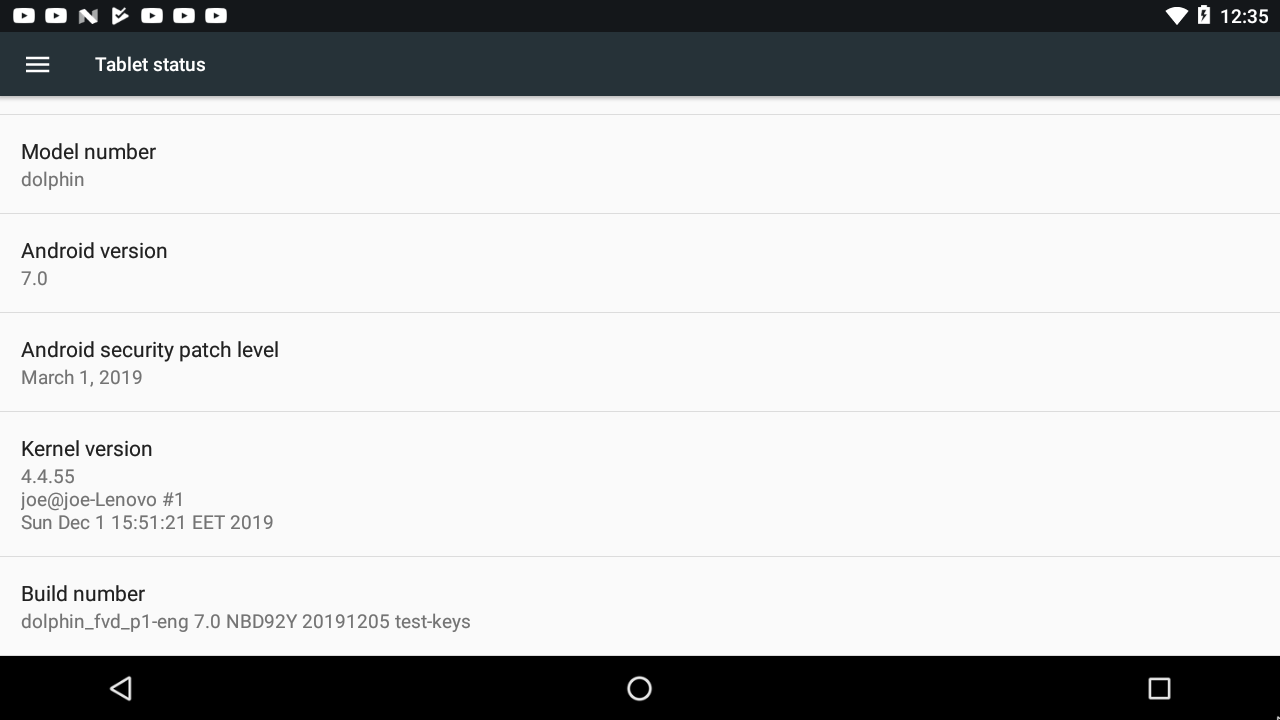 12:35
Tablet status
Model number
dolphin
Android version
7.0
Android security patch level
March 1, 2019
Kernel version
4.4.55
joe@joe-Lenovo #1
Sun Dec 1 15:51:21 EET 2019
Build number
dolphin_fvd_p1-eng 7.0 NBD92Y 20191205 test-keys